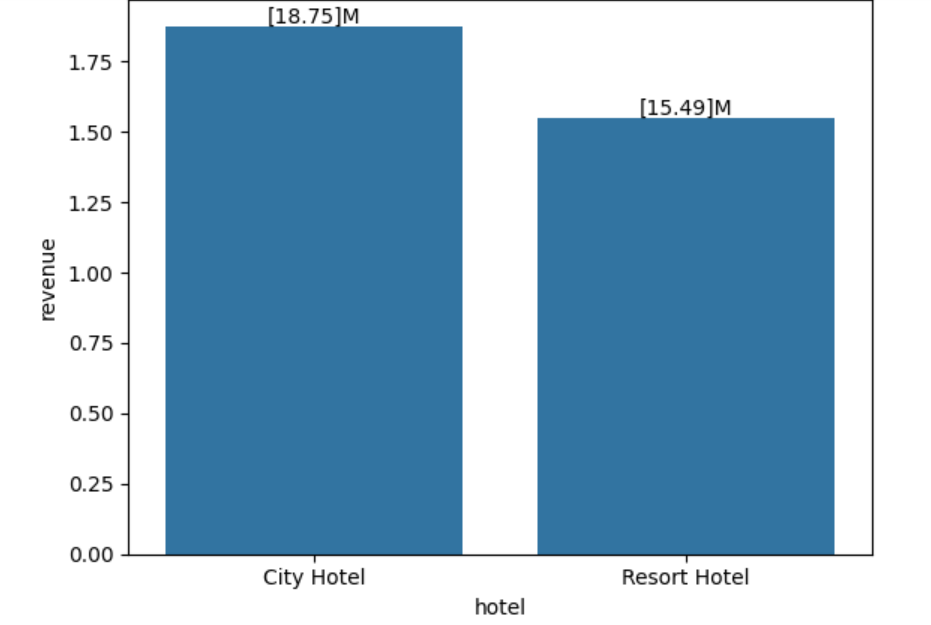 [18.75]M
1.75
[15.49]M
1.50
1.25
1.00
0.75
0.50
0.25
0.00
revenue
City Hotel
Resort Hotel
hotel